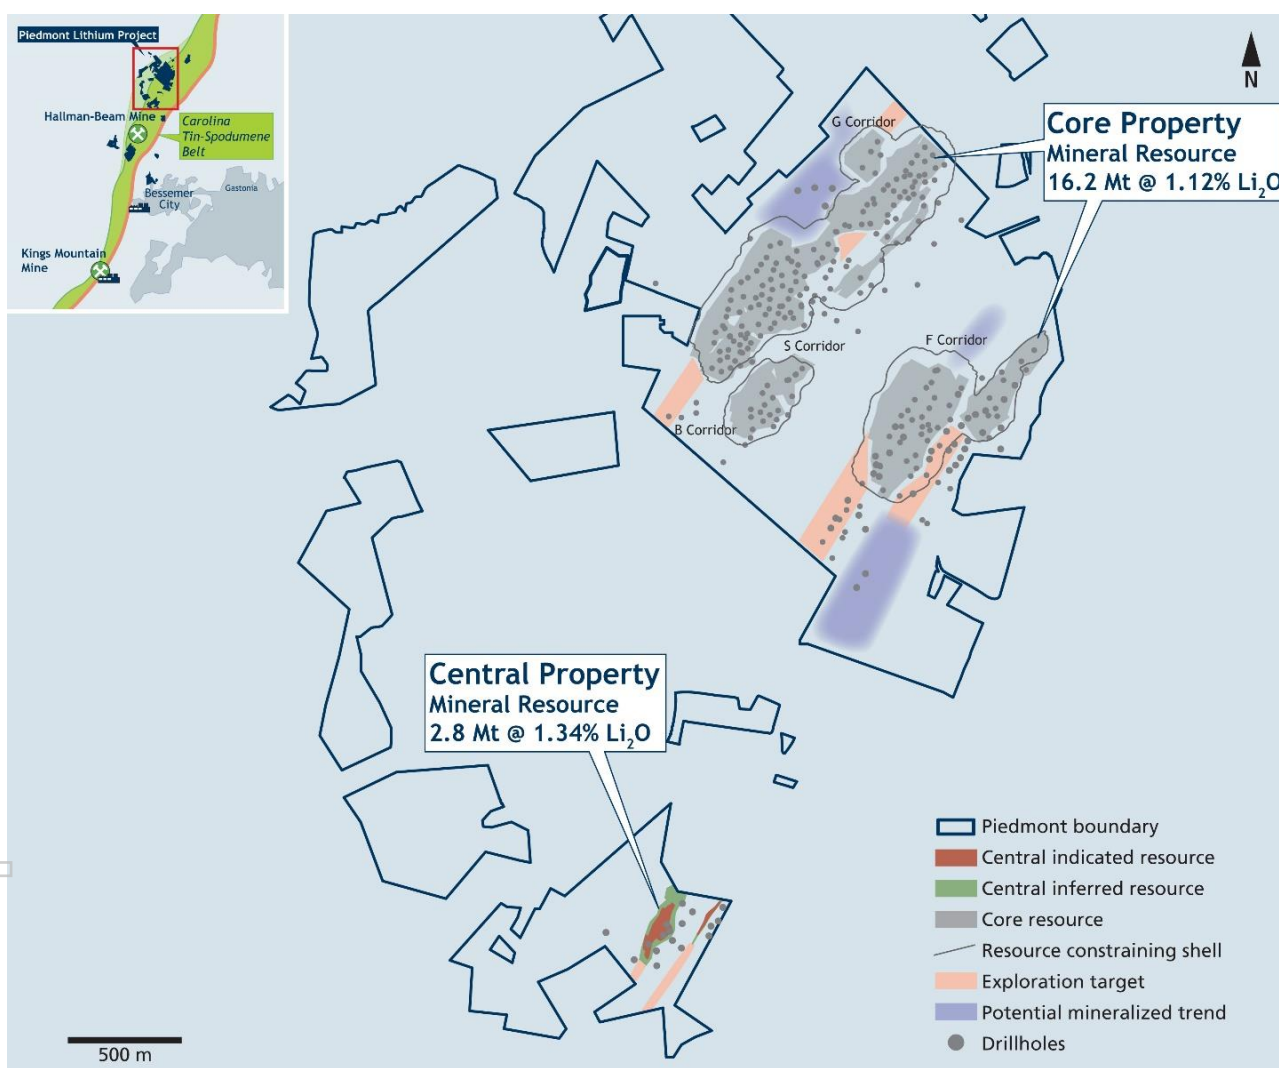 Piedmont Lithium Project
Hallman-Beam Mine
Carolina
Tin-Spodumene
Belt
Bessemer
City
Gastonia
Kings Mountain
Mine
N
G Corridor
Core Property
Mineral Resource
16.2 Mt @ 1.12% Li₂O
S Corridor
F Corridor
B Corridor
Central Property
Mineral Resource
2.8 Mt @ 1.34% Li₂O
Piedmont boundary
Central indicated resource
Central inferred resource
Core resource
Resource constraining shell
Exploration target
Potential mineralized trend
Drillholes
500 m